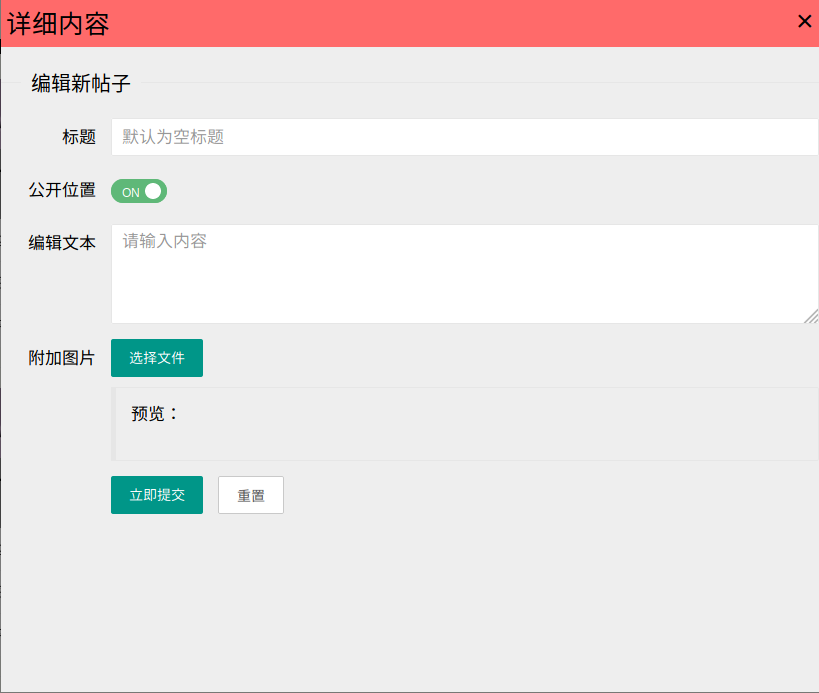 详细内容
编辑新帖子
标题 默认为空标题
公开位置 ON
编辑文本 请输入内容
附加图片 选择文件
预览：
立即提交 重置